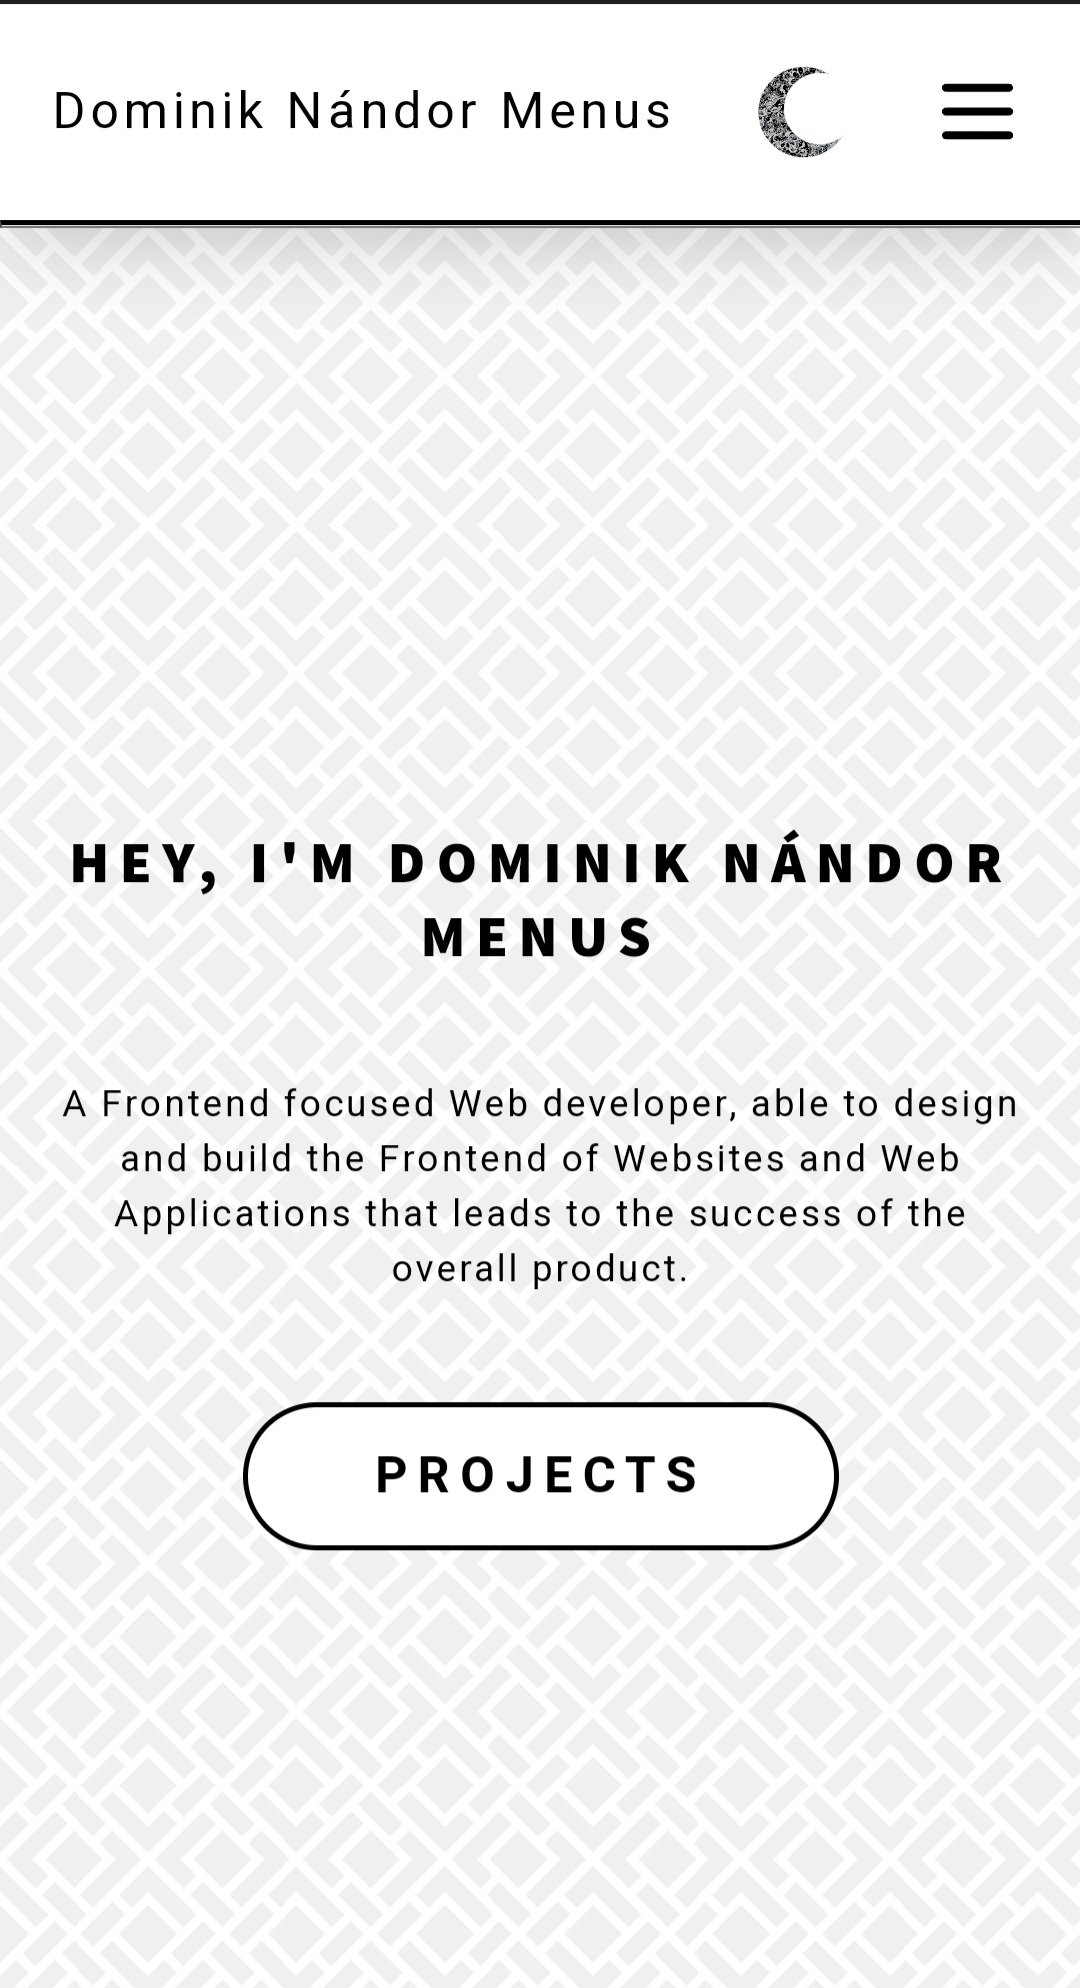 Dominik Nándor Menus
HEY, I'M DOMINIK NÁNDOR
MENUS
A Frontend focused Web developer, able to design
and build the Frontend of Websites and Web
Applications that leads to the success of the
overall product.
PROJECTS